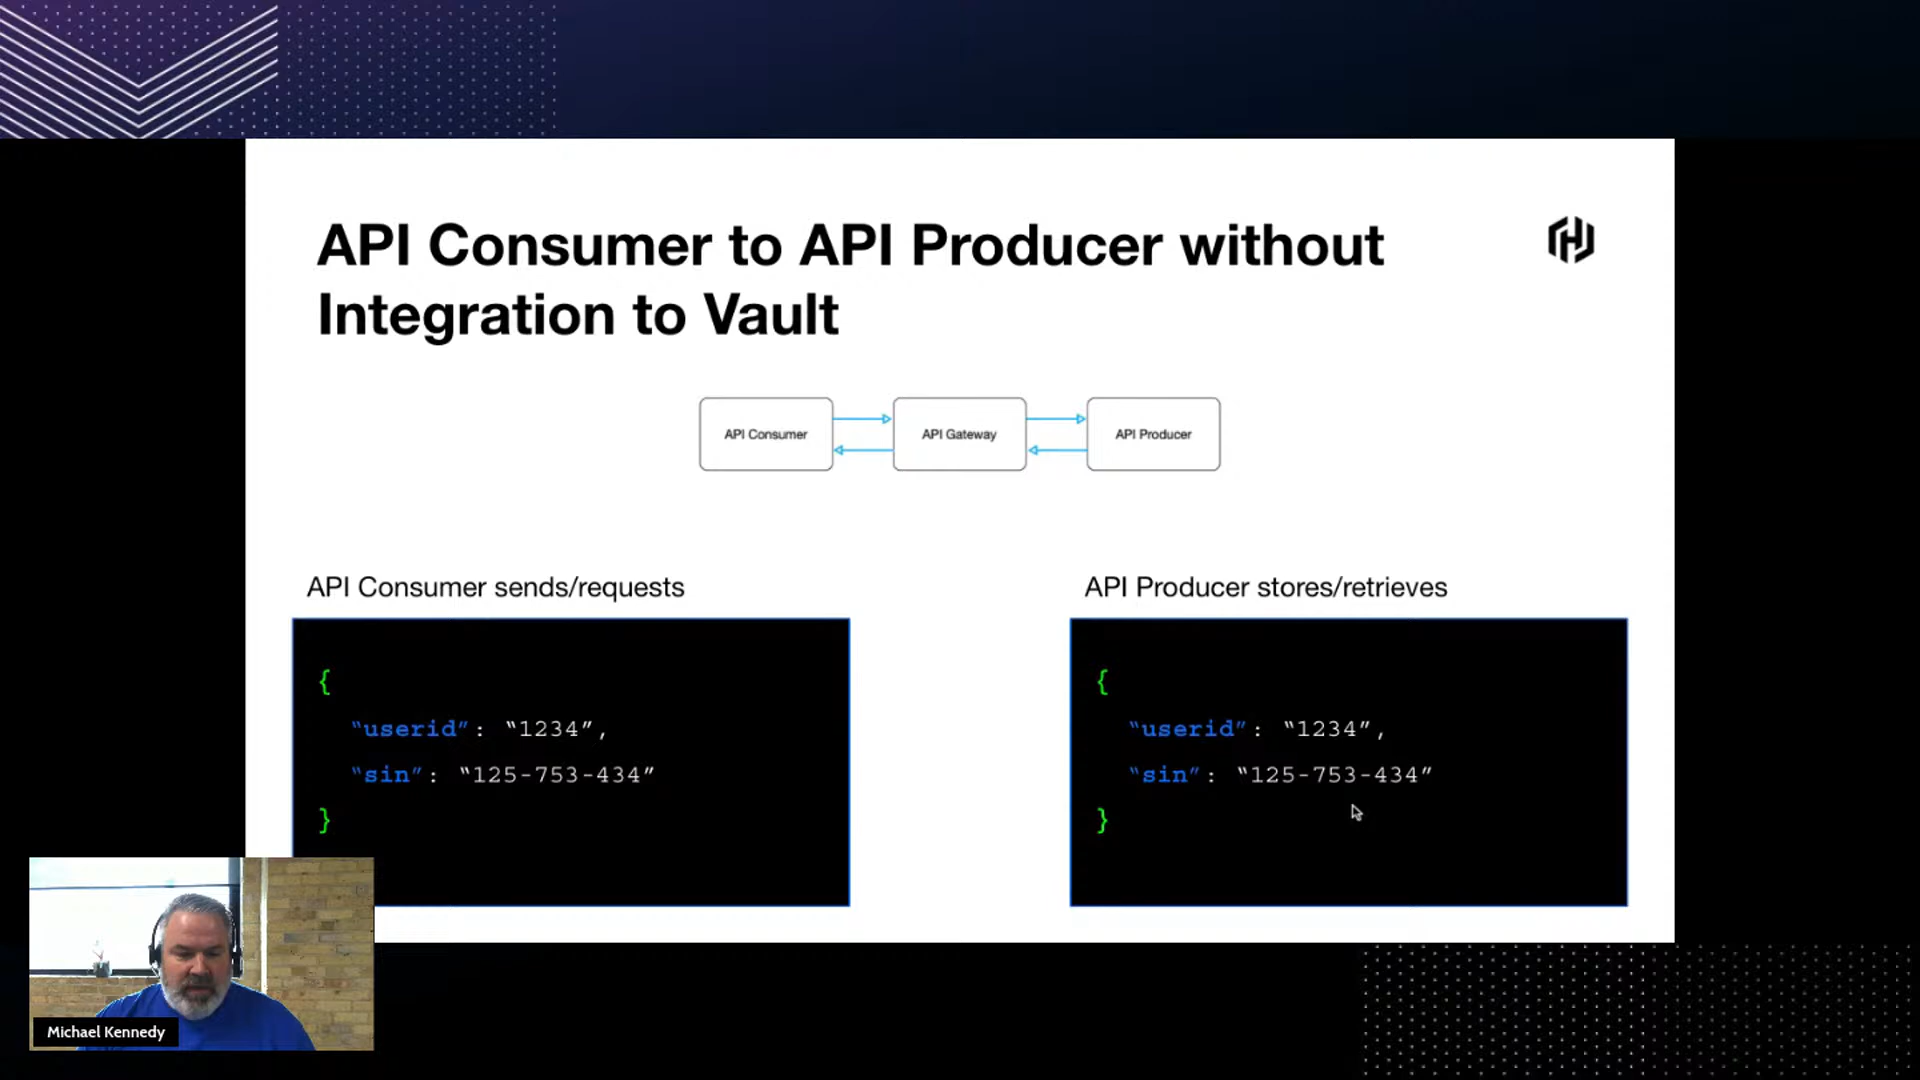 API Consumer to API Producer without
Integration to Vault
API Consumer
API Gateway
API Producer
API Consumer sends/requests
{
“userid”: “1234”,
“sin”: “125-753-434”
}
API Producer stores/retrieves
{
“userid”: “1234”,
“sin”: “125-753-434”
}
Michael Kennedy